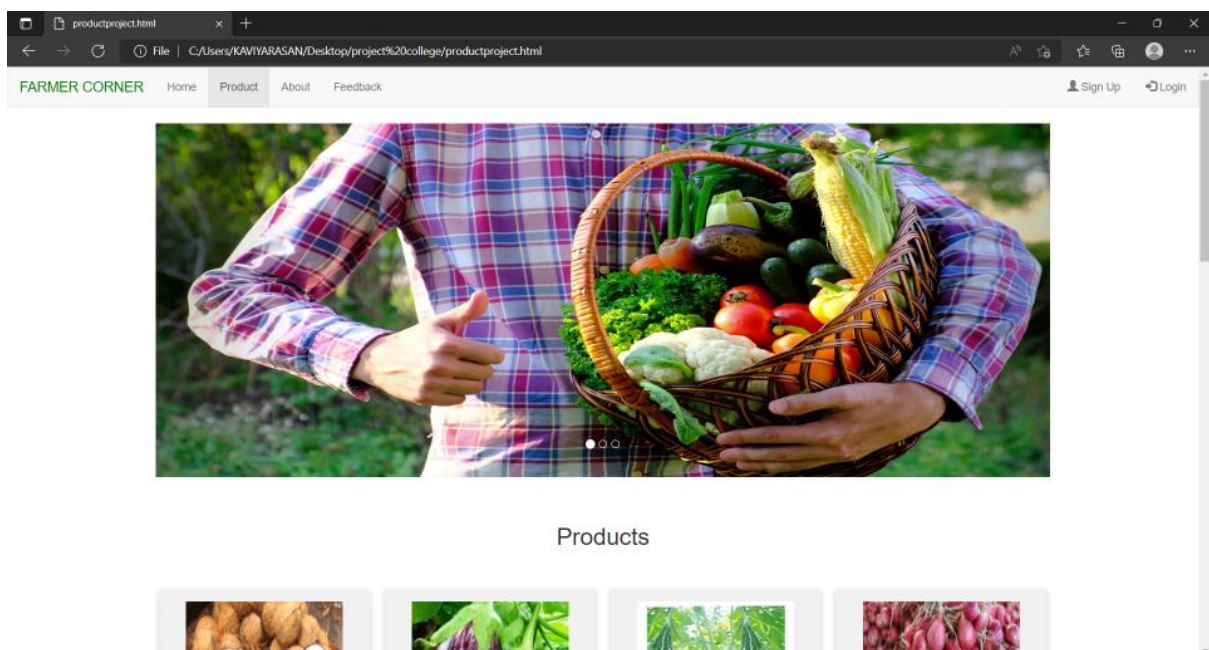 productproject.html
File | C:/Users/KAVIYARASAN/Desktop/project%20college/productproject.html
FARMER CORNER Home Product About Feedback Sign Up Login
Products